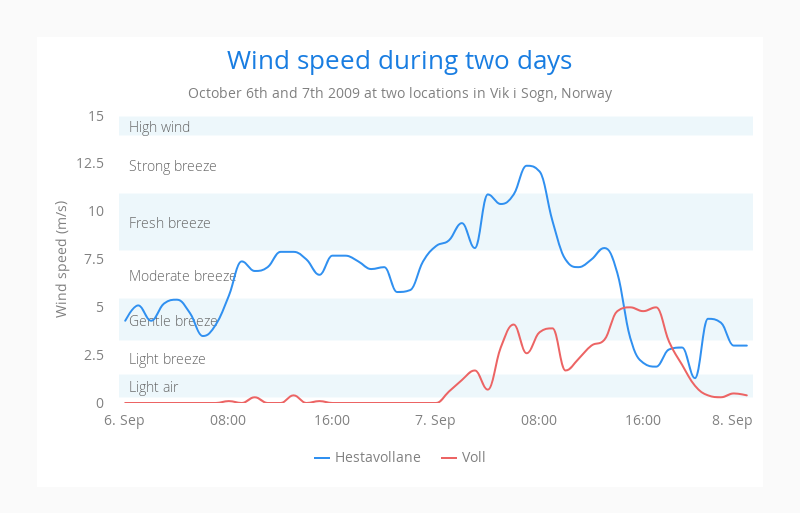 Wind speed during two days
October 6th and 7th 2009 at two locations in Vik i Sogn, Norway
Wind speed (m/s)
15
12.5
10
7.5
5
2.5
0
High wind
Strong breeze
Fresh breeze
Moderate breeze
Gentle breeze
Light breeze
Light air
6. Sep 08:00 16:00 7. Sep 08:00 16:00 8. Sep
Hestavollane Voll